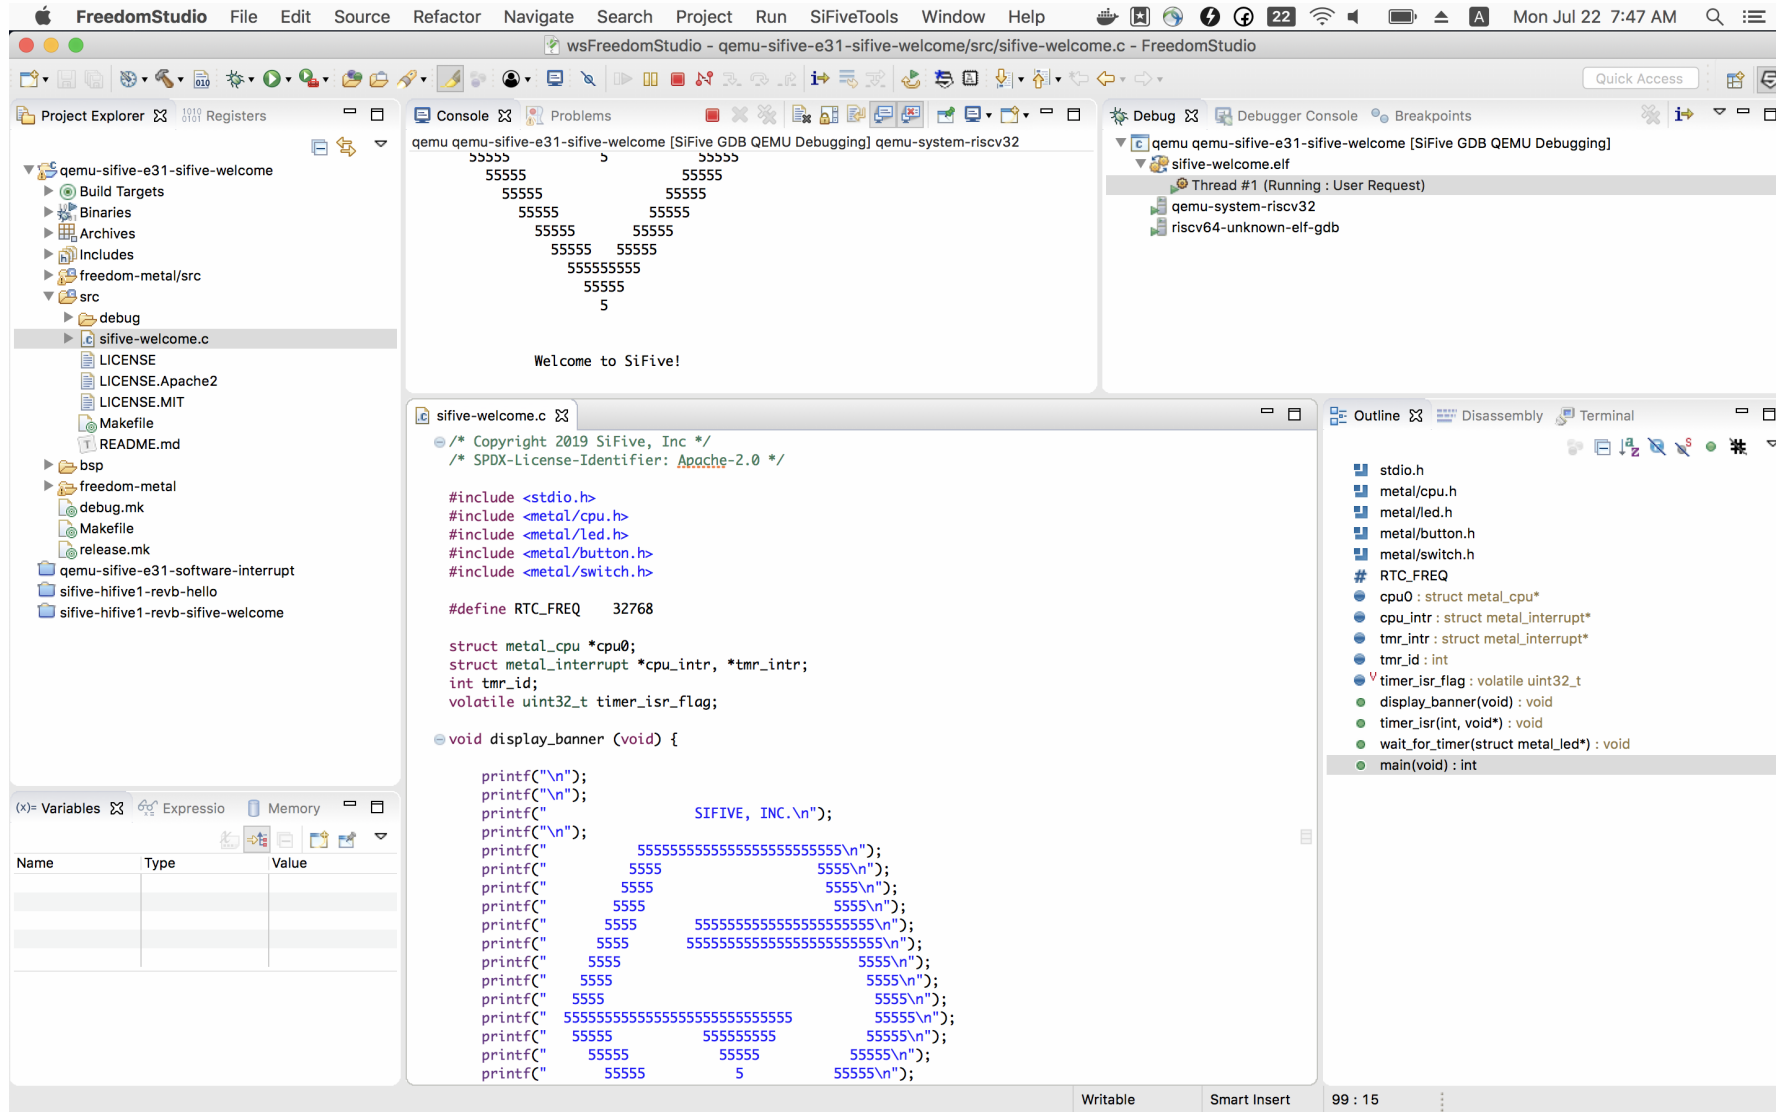 FreedomStudio File Edit Source Refactor Navigate Search Project Run SiFiveTools Window Help 22 A Mon Jul 22 7:47 AM
wsFreedomStudio - qemu-sifive-e31-sifive-welcome/src/sifive-welcome.c - FreedomStudio
Quick Access
Project Explorer Registers
qemu-sifive-e31-sifive-welcome
Build Targets
Binaries
Archives
Includes
freedom-metal/src
src
debug
sifive-welcome.c
LICENSE
LICENSE.Apache2
LICENSE.MIT
Makefile
README.md
bsp
freedom-metal
debug.mk
Makefile
release.mk
qemu-sifive-e31-software-interrupt
sifive-hifive1-revb-hello
sifive-hifive1-revb-sifive-welcome
(x)= Variables Expressio Memory
Name Type Value
Console Problems
qemu qemu-sifive-e31-sifive-welcome [SiFive GDB QEMU Debugging] qemu-system-riscv32
55555 5 55555
55555 55555
55555 55555
55555 55555
55555 55555
55555 55555
555555555
55555
5
Welcome to SiFive!
Debug Debugger Console Breakpoints
qemu qemu-sifive-e31-sifive-welcome [SiFive GDB QEMU Debugging]
sifive-welcome.elf
Thread #1 (Running : User Request)
qemu-system-riscv32
riscv64-unknown-elf-gdb
sifive-welcome.c
/* Copyright 2019 SiFive, Inc */
/* SPDX-License-Identifier: Apache-2.0 */
#include <stdio.h>
#include <metal/cpu.h>
#include <metal/led.h>
#include <metal/button.h>
#include <metal/switch.h>
#define RTC_FREQ 32768
struct metal_cpu *cpu0;
struct metal_interrupt *cpu_intr, *tmr_intr;
int tmr_id;
volatile uint32_t timer_isr_flag;
void display_banner (void) {
printf("\n");
printf("\n");
printf(" SIFIVE, INC.\n");
printf("\n");
printf(" 5555555555555555555555555\n");
printf(" 5555 5555\n");
printf(" 5555 5555\n");
printf(" 5555 5555\n");
printf(" 5555 5555555555555555555555\n");
printf(" 5555 555555555555555555555555\n");
printf(" 5555 5555\n");
printf(" 5555 5555\n");
printf(" 5555 5555\n");
printf(" 5555555555555555555555555555 55555\n");
printf(" 55555 555555555 55555\n");
printf(" 55555 55555 55555\n");
printf(" 55555 5 55555\n");
Outline Disassembly Terminal
stdio.h
metal/cpu.h
metal/led.h
metal/button.h
metal/switch.h
RTC_FREQ
cpu0 : struct metal_cpu*
cpu_intr : struct metal_interrupt*
tmr_intr : struct metal_interrupt*
tmr_id : int
timer_isr_flag : volatile uint32_t
display_banner(void) : void
timer_isr(int, void*) : void
wait_for_timer(struct metal_led*) : void
main(void) : int
Writable Smart Insert 99 : 15